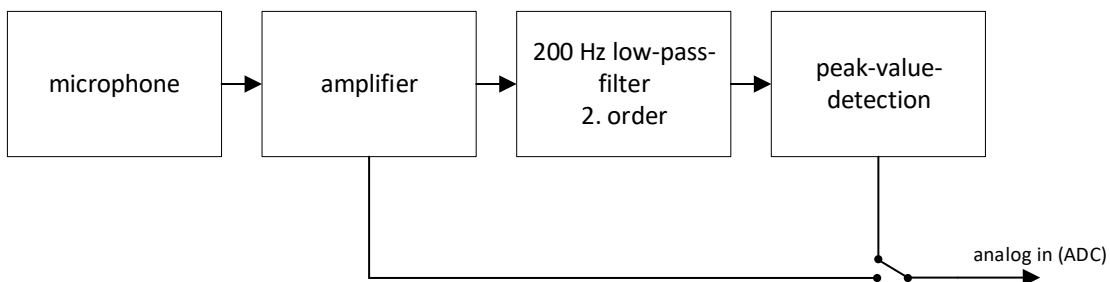 microphone
amplifier
200 Hz low-pass-
filter
2. order
peak-value-
detection
analog in (ADC)